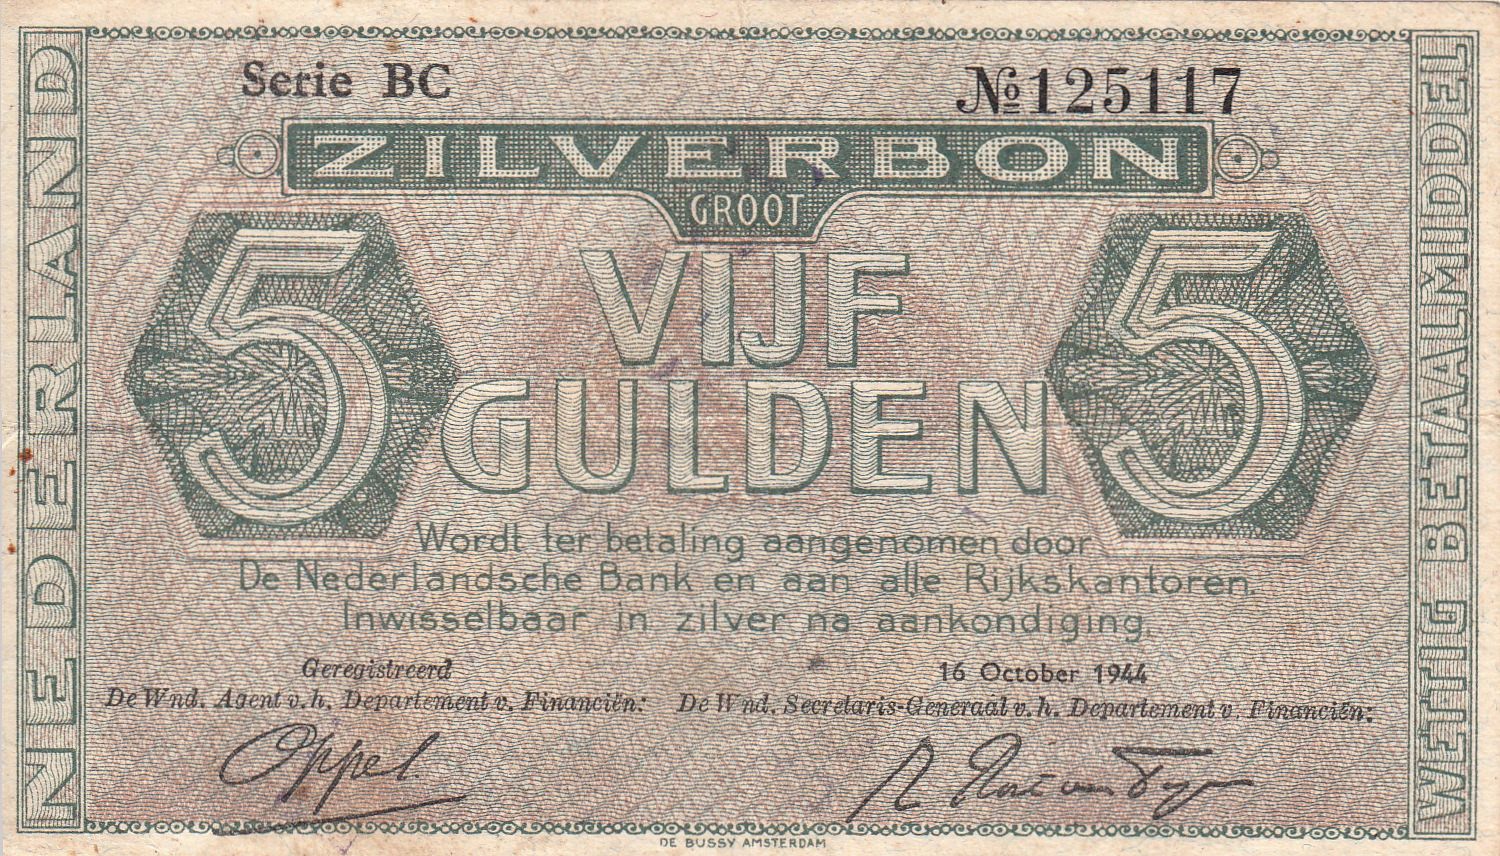 Serie BC
№125117
ZILVERBON
GROOT
5
VIJF
5
GULDEN
Wordt ter betaling aangenomen door
De Nederlandsche Bank en aan alle Rijkskantoren.
Inwisselbaar in zilver na aankondiging.
Geregistreerd
16 October 1944
De Wnd. Agent v. h. Departement v. Financiën:
De Wnd. Secretaris-Generaal v. h. Departement v. Financiën:
Oppel.
DE BUSSY AMSTERDAM
NEDERLAND
WETTIG BETAALMIDDEL